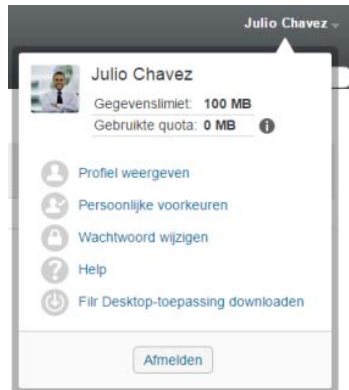 Julio Chavez
Julio Chavez
Gegevenslimiet: 100 MB
Gebruikte quota: 0 MB
Profiel weergeven
Persoonlijke voorkeuren
Wachtwoord wijzigen
Help
Filr Desktop-toepassing downloaden
Afmelden